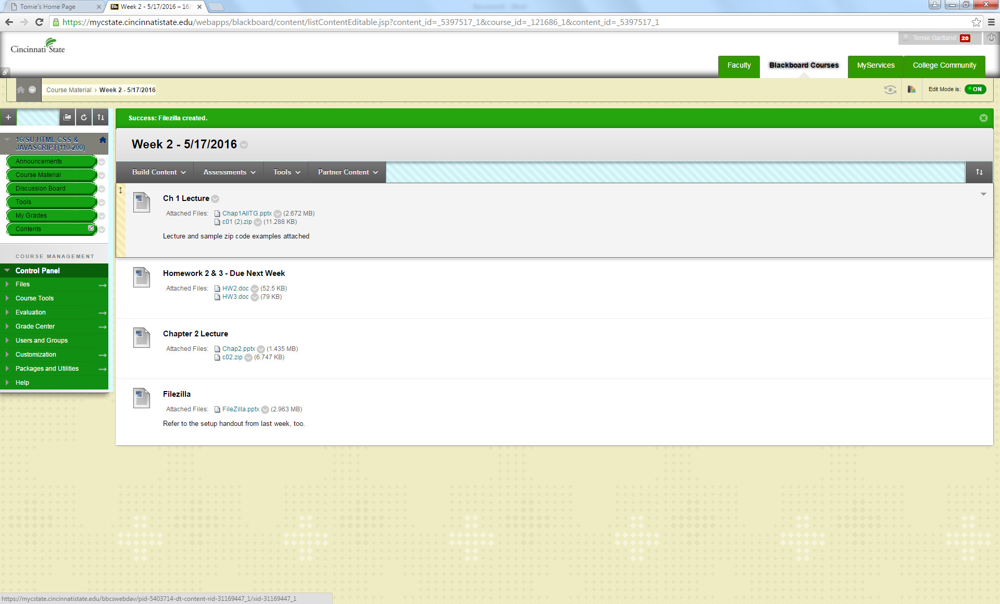 Tomie's Home Page
Bb Week 2 - 5/17/2016 – 16/
https://mycstate.cincinnatistate.edu/webapps/blackboard/content/listContentEditable.jsp?content_id=_5397517_1&course_id=_121686_1&content_id=_5397517_1
Cincinnati State
Tomie Gartland 20
Faculty
Blackboard Courses
MyServices
College Community
Course Material > Week 2 - 5/17/2016
Edit Mode is: ON
Success: Filezilla created.
16/SU HTML CSS &
JAVASCRIPT(110-200)
Announcements
Course Material
Discussion Board
Tools
My Grades
Contents
COURSE MANAGEMENT
Control Panel
Files
Course Tools
Evaluation
Grade Center
Users and Groups
Customization
Packages and Utilities
Help
Week 2 - 5/17/2016
Build Content
Assessments
Tools
Partner Content
Ch 1 Lecture
Attached Files: Chap1AllTG.pptx (2.672 MB)
c01 (2).zip (11.288 KB)
Lecture and sample zip code examples attached
Homework 2 & 3 - Due Next Week
Attached Files: HW2.doc (52.5 KB)
HW3.doc (79 KB)
Chapter 2 Lecture
Attached Files: Chap2.pptx (1.435 MB)
c02.zip (6.747 KB)
Filezilla
Attached Files: FileZilla.pptx (2.963 MB)
Refer to the setup handout from last week, too.
https://mycstate.cincinnatistate.edu/bbcswebdav/pid-5403714-dt-content-rid-31169447_1/xid-31169447_1